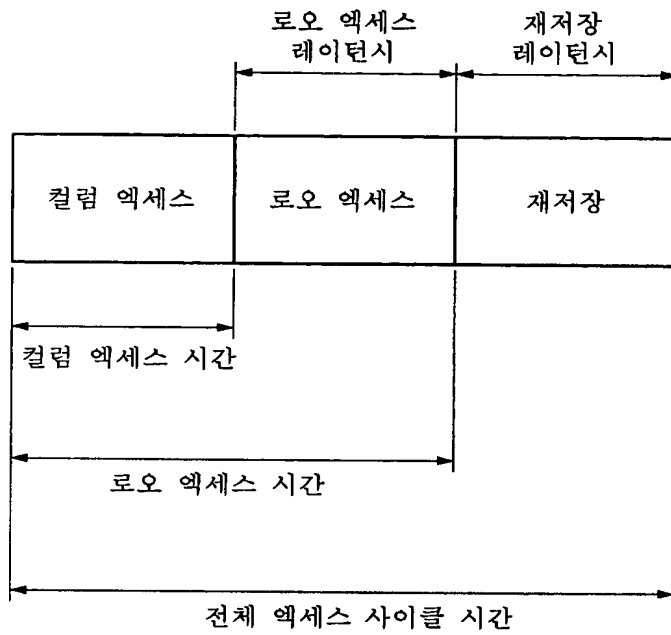 로오 엑세스
레이턴시
재저장
레이턴시
컬럼 엑세스
로오 엑세스
재저장
컬럼 엑세스 시간
로오 엑세스 시간
전체 엑세스 사이클 시간